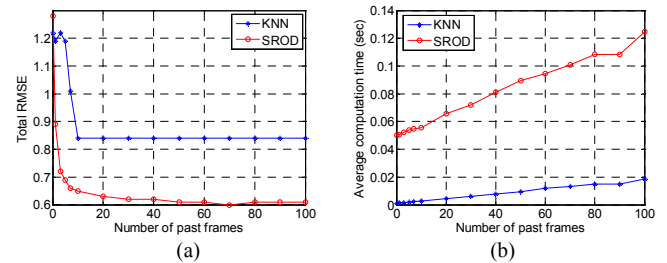 KNN
SROD
1.2
1.1
1
0.9
0.8
0.7
0.6
Total RMSE
0 20 40 60 80 100
Number of past frames
(a)
KNN
SROD
0.14
0.12
0.1
0.08
0.06
0.04
0.02
0
Average computation time (sec)
0 20 40 60 80 100
Number of past frames
(b)